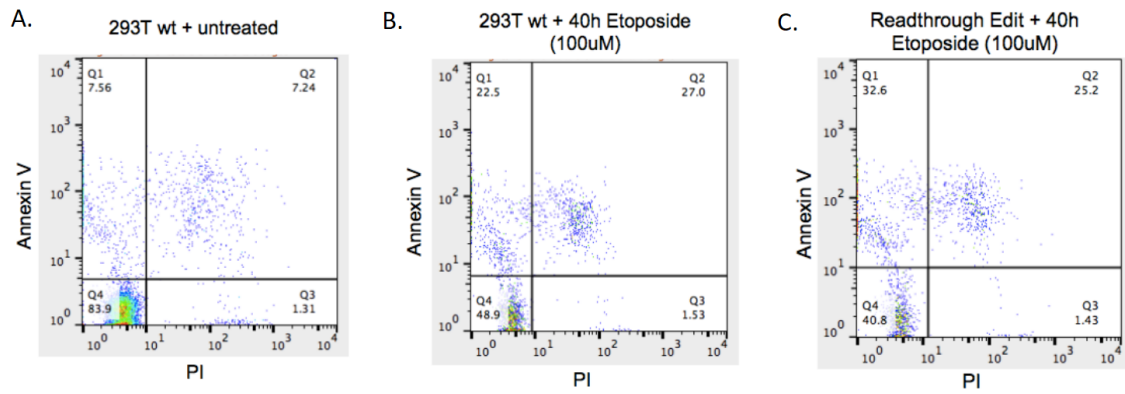 A.
293T wt + untreated
Annexin V
10^4
10^3
10^2
10^1
10^0
Q1
7.56
Q2
7.24
Q4
83.9
Q3
1.31
10^0 10^1 10^2 10^3 10^4
PI
B.
293T wt + 40h Etoposide
(100uM)
Annexin V
10^4
10^3
10^2
10^1
10^0
Q1
22.5
Q2
27.0
Q4
48.9
Q3
1.53
10^0 10^1 10^2 10^3 10^4
PI
C.
Readthrough Edit + 40h
Etoposide (100uM)
Annexin V
10^4
10^3
10^2
10^1
10^0
Q1
32.6
Q2
25.2
Q4
40.8
Q3
1.43
10^0 10^1 10^2 10^3 10^4
PI